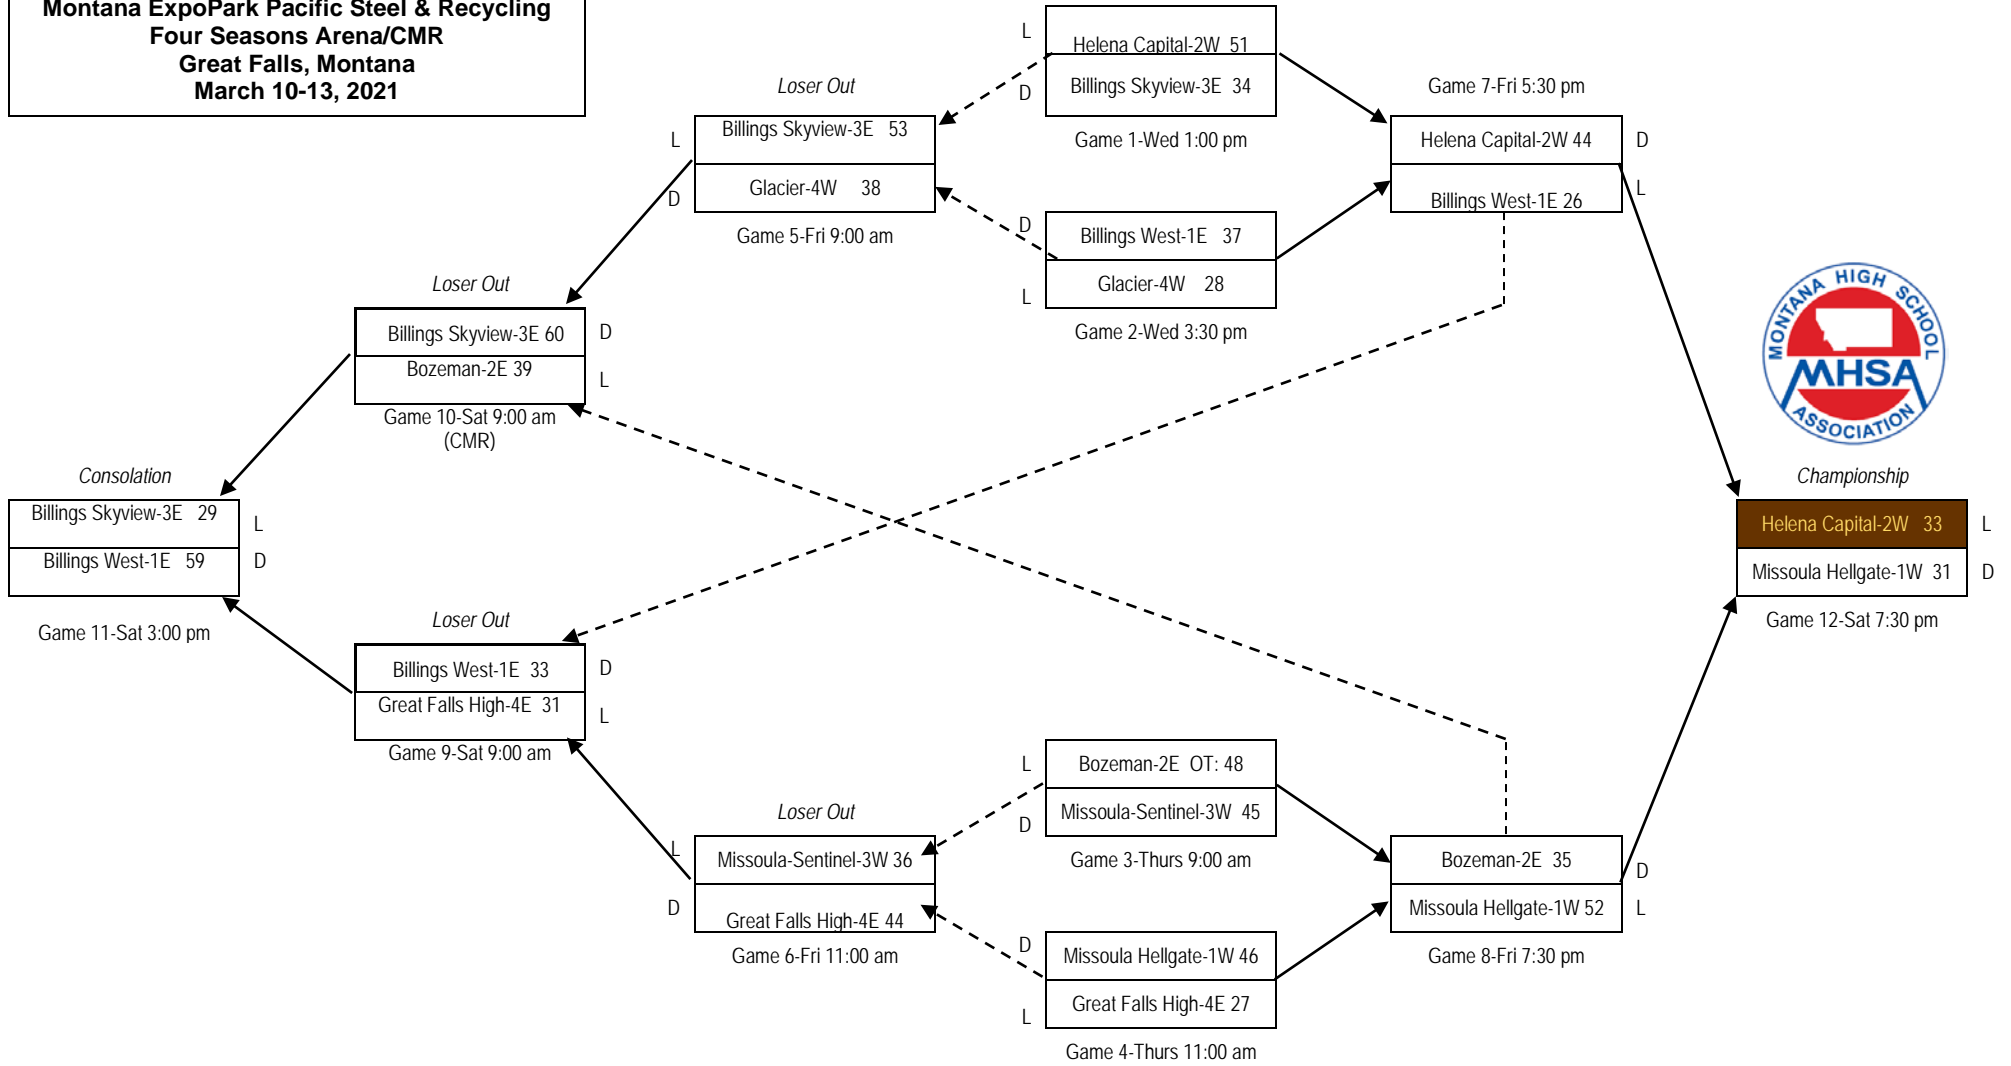 Montana ExpoPark Pacific Steel & Recycling
Four Seasons Arena/CMR
Great Falls, Montana
March 10-13, 2021
L
Helena Capital-2W 51
D
Billings Skyview-3E 34
Game 1-Wed 1:00 pm
D
Billings West-1E 37
Glacier-4W 28
L
Game 2-Wed 3:30 pm
Loser Out
L
Billings Skyview-3E 53
D
Glacier-4W 38
Game 5-Fri 9:00 am
Game 7-Fri 5:30 pm
Helena Capital-2W 44
D
Billings West-1E 26
L
Loser Out
Billings Skyview-3E 60
D
Bozeman-2E 39
L
Game 10-Sat 9:00 am
(CMR)
MONTANA HIGH SCHOOL
MHSA
ASSOCIATION
Consolation
Billings Skyview-3E 29
L
Billings West-1E 59
D
Game 11-Sat 3:00 pm
Championship
Helena Capital-2W 33
L
Missoula Hellgate-1W 31
D
Game 12-Sat 7:30 pm
Loser Out
Billings West-1E 33
D
Great Falls High-4E 31
L
Game 9-Sat 9:00 am
Loser Out
L
Missoula-Sentinel-3W 36
D
Great Falls High-4E 44
Game 6-Fri 11:00 am
L
Bozeman-2E OT: 48
D
Missoula-Sentinel-3W 45
Game 3-Thurs 9:00 am
D
Missoula Hellgate-1W 46
Great Falls High-4E 27
L
Game 4-Thurs 11:00 am
Bozeman-2E 35
D
Missoula Hellgate-1W 52
L
Game 8-Fri 7:30 pm